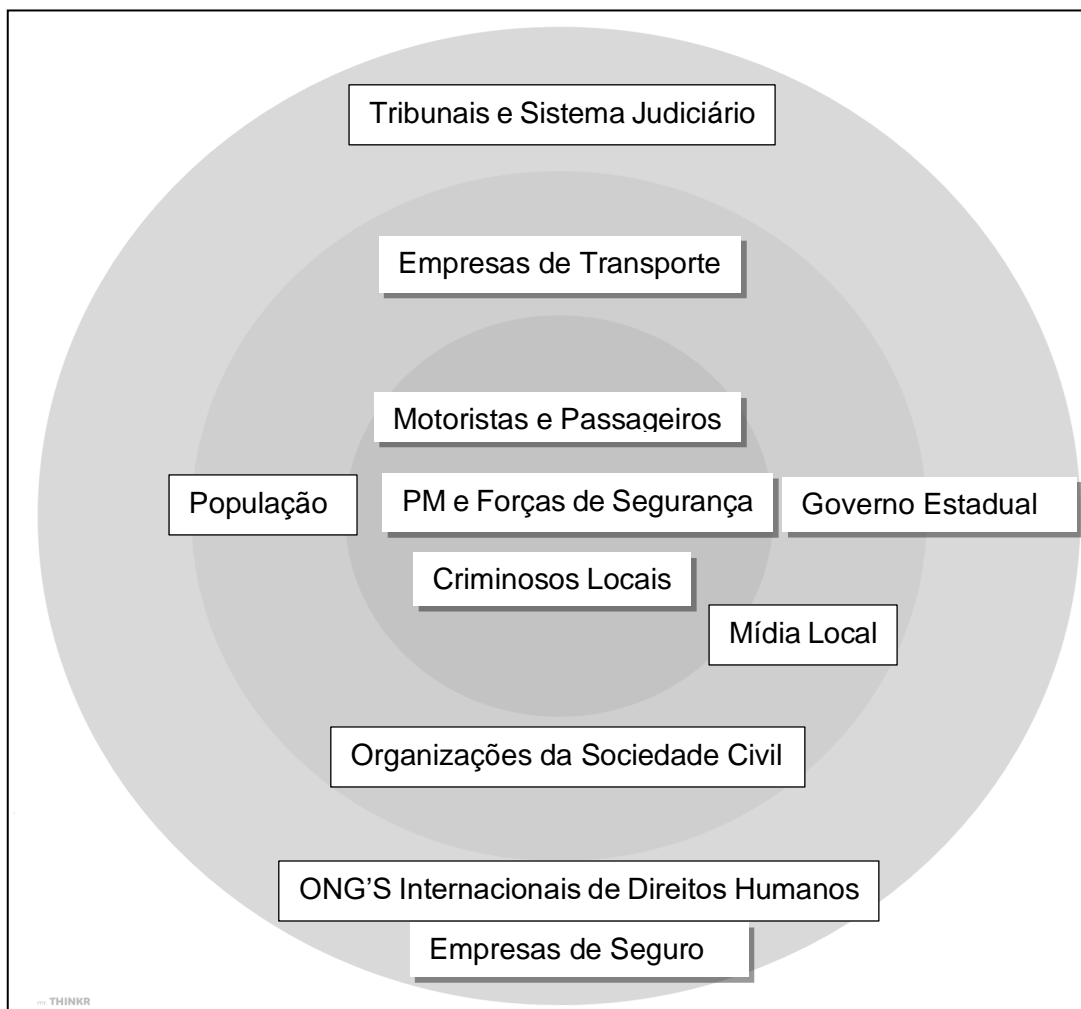 Tribunais e Sistema Judiciário
Empresas de Transporte
Motoristas e Passageiros
População
PM e Forças de Segurança
Governo Estadual
Criminosos Locais
Mídia Local
Organizações da Sociedade Civil
ONG'S Internacionais de Direitos Humanos
Empresas de Seguro
mr. THINKR